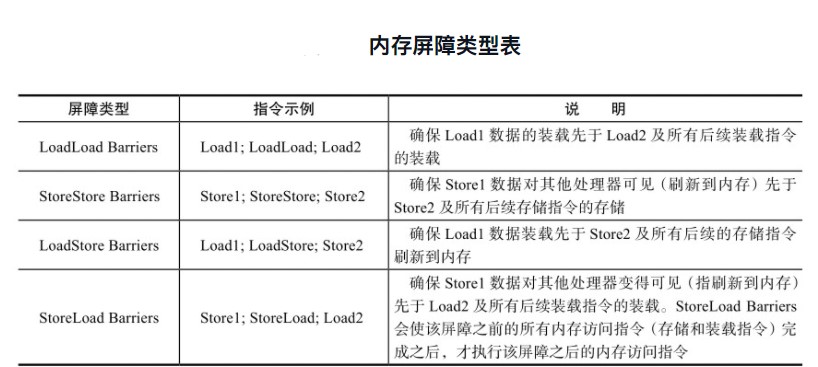 内存屏障类型表
屏障类型 指令示例 说 明
LoadLoad Barriers Load1; LoadLoad; Load2 确保 Load1 数据的装载先于 Load2 及所有后续装载指令
的装载
StoreStore Barriers Store1; StoreStore; Store2 确保 Store1 数据对其他处理器可见（刷新到内存）先于
Store2 及所有后续存储指令的存储
LoadStore Barriers Load1; LoadStore; Store2 确保 Load1 数据装载先于 Store2 及所有后续的存储指令
刷新到内存
StoreLoad Barriers Store1; StoreLoad; Load2 确保 Store1 数据对其他处理器变得可见（指刷新到内存）
先于 Load2 及所有后续装载指令的装载。StoreLoad Barriers
会使该屏障之前的所有内存访问指令（存储和装载指令）完
成之后，才执行该屏障之后的内存访问指令